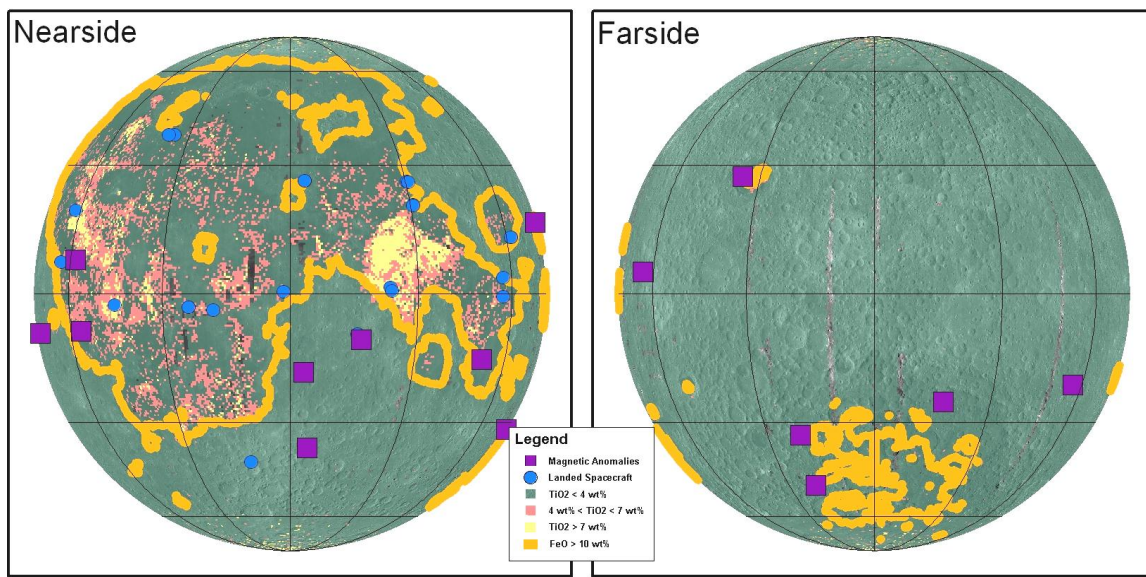 Nearside
Farside
Legend
Magnetic Anomalies
Landed Spacecraft
TiO2 < 4 wt%
4 wt% < TiO2 < 7 wt%
TiO2 > 7 wt%
FeO > 10 wt%